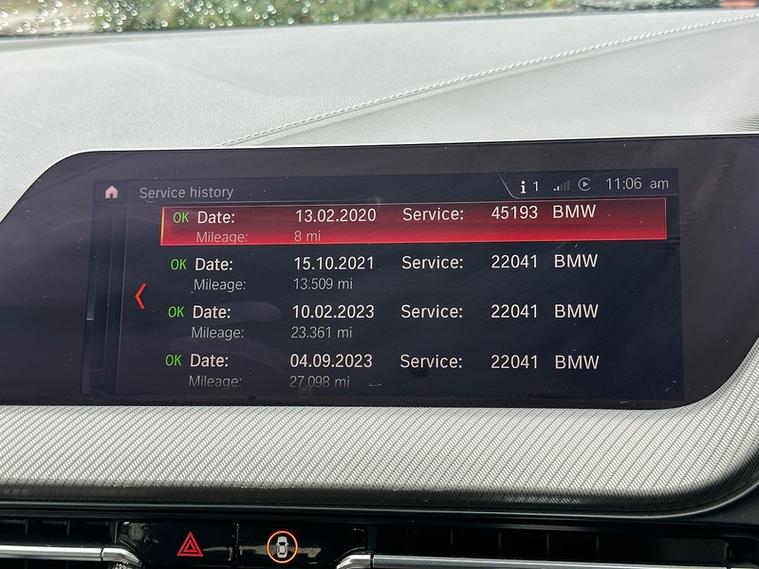 Service history i 1 11:06 am
OK Date: 13.02.2020 Service: 45193 BMW
Mileage: 8 mi
OK Date: 15.10.2021 Service: 22041 BMW
Mileage: 13.509 mi
OK Date: 10.02.2023 Service: 22041 BMW
Mileage: 23.361 mi
OK Date: 04.09.2023 Service: 22041 BMW
Mileage: 27.098 mi